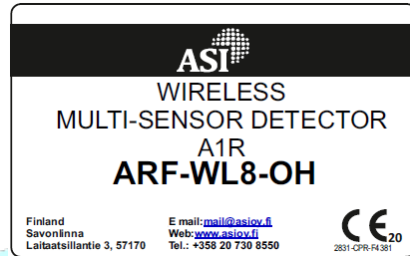 ASI
WIRELESS
MULTI-SENSOR DETECTOR
A1R
ARF-WL8-OH
Finland
Savonlinna
Laitaatsillantie 3, 57170
E mail:mail@asiov.fi
Web:www.asiov.fi
Tel.: +358 20 730 8550
CE 20
2831-CPR-F4381